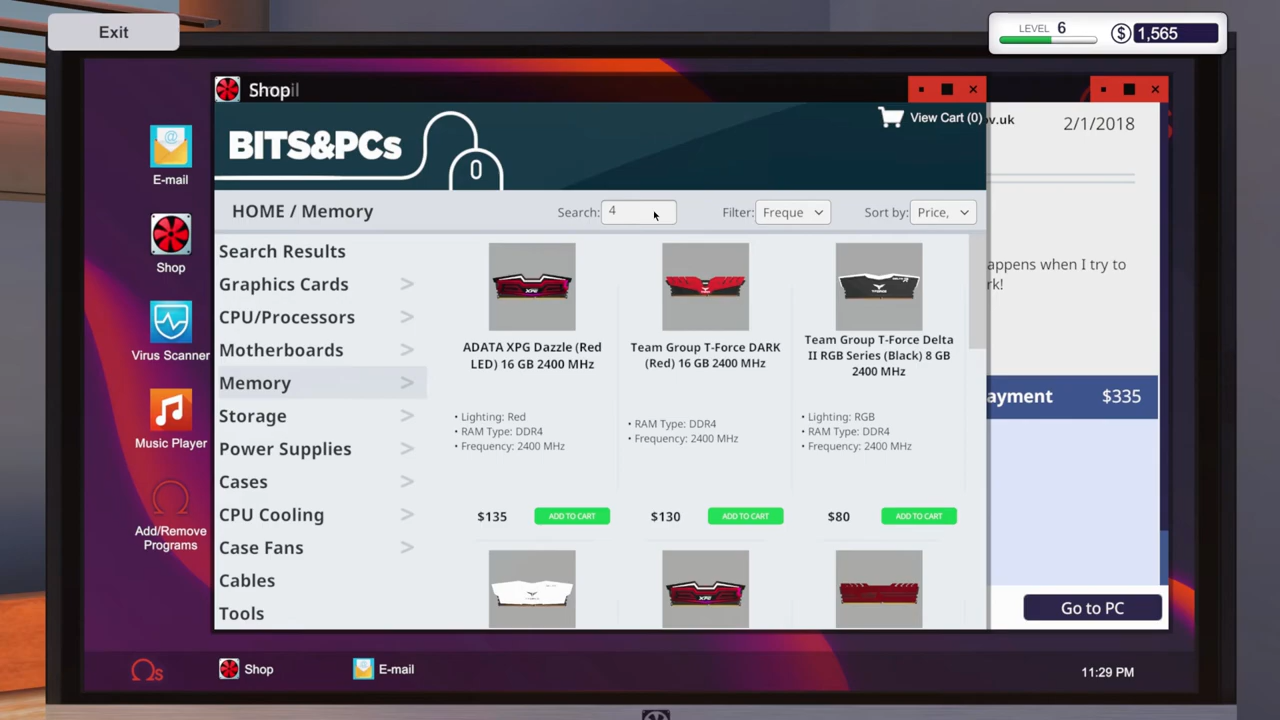 Exit
LEVEL 6
$ 1,565
Shop
il
BITS&PCs
View Cart (0)
ov.uk
2/1/2018
HOME / Memory
Search: 4
Filter: Freque
Sort by: Price,
Search Results
Graphics Cards >
CPU/Processors >
Motherboards >
Memory >
Storage >
Power Supplies >
Cases >
CPU Cooling >
Case Fans >
Cables
Tools
ADATA XPG Dazzle (Red
LED) 16 GB 2400 MHz
• Lighting: Red
• RAM Type: DDR4
• Frequency: 2400 MHz
$135
ADD TO CART
Team Group T-Force DARK
(Red) 16 GB 2400 MHz
• RAM Type: DDR4
• Frequency: 2400 MHz
$130
ADD TO CART
Team Group T-Force Delta
II RGB Series (Black) 8 GB
2400 MHz
• Lighting: RGB
• RAM Type: DDR4
• Frequency: 2400 MHz
$80
ADD TO CART
appens when I try to
rk!
ayment $335
Go to PC
E-mail
Shop
Virus Scanner
Music Player
Add/Remove
Programs
Ωs
Shop
E-mail
11:29 PM